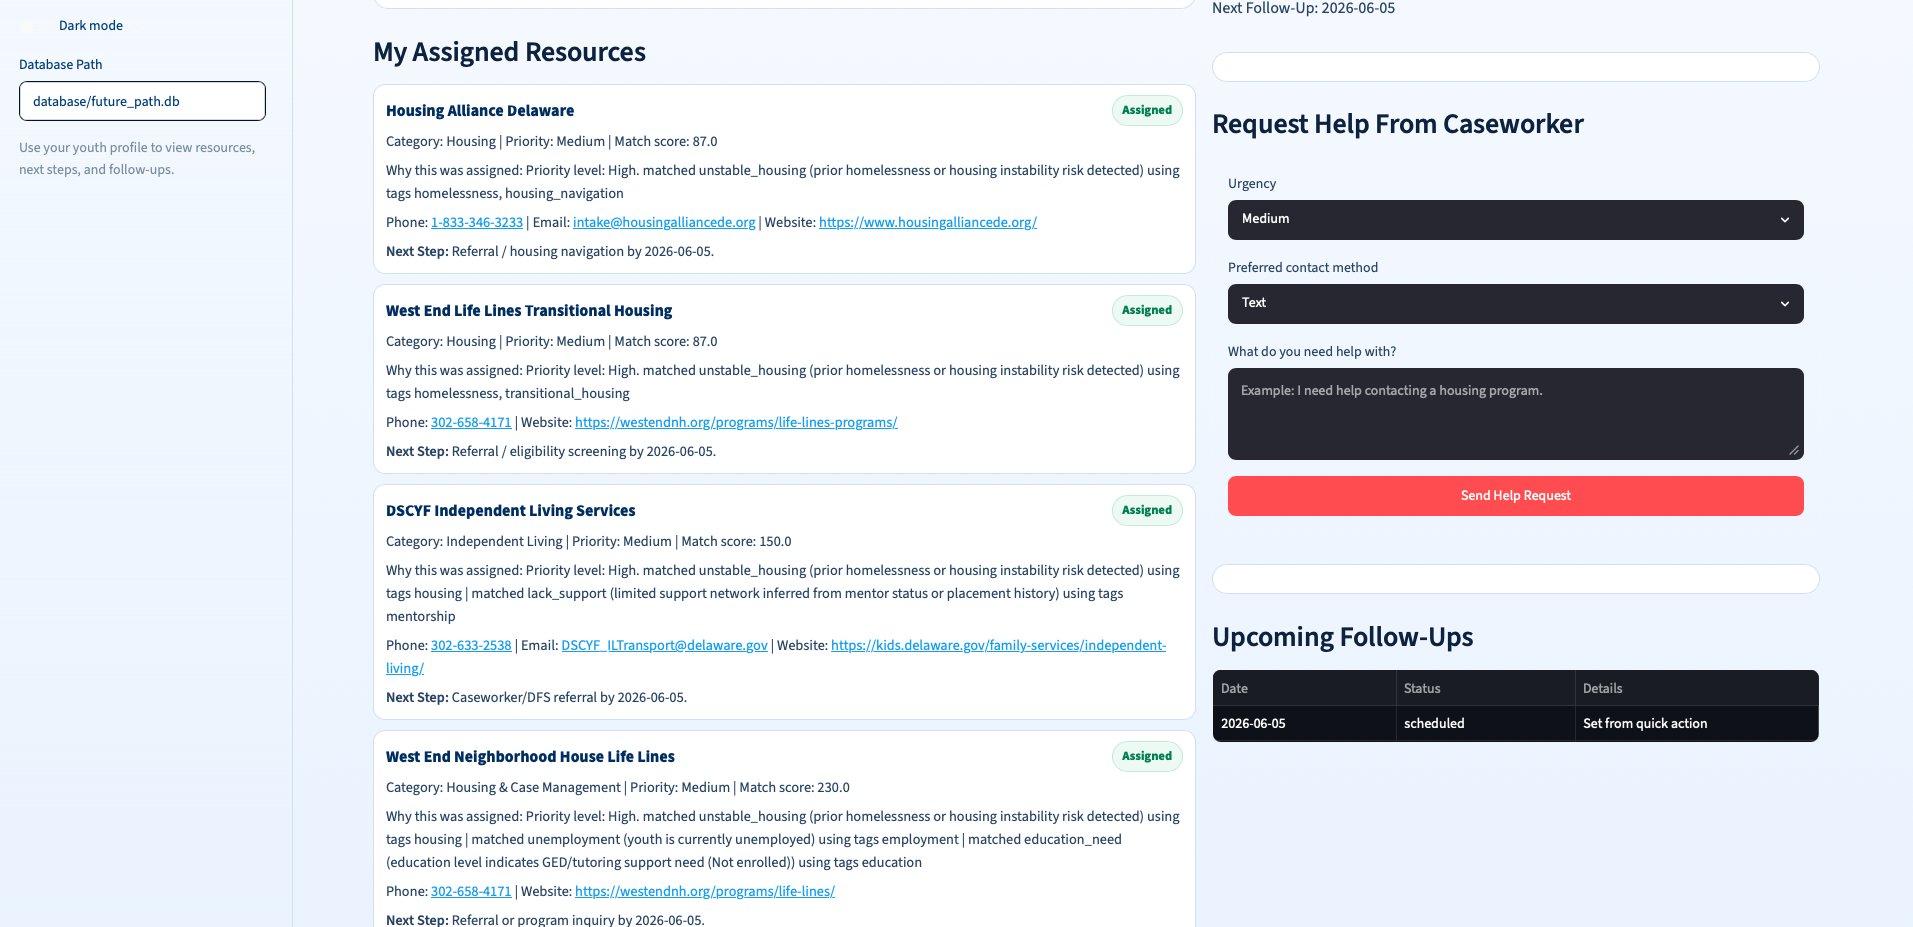 Dark mode
Database Path
database/future_path.db
Use your youth profile to view resources,
next steps, and follow-ups.
My Assigned Resources
Housing Alliance Delaware
Assigned
Category: Housing | Priority: Medium | Match score: 87.0
Why this was assigned: Priority level: High. matched unstable_housing (prior homelessness or housing instability risk detected) using
tags homelessness, housing_navigation
Phone: 1-833-346-3233 | Email: intake@housingalliancede.org | Website: https://www.housingalliancede.org/
Next Step: Referral / housing navigation by 2026-06-05.
West End Life Lines Transitional Housing
Assigned
Category: Housing | Priority: Medium | Match score: 87.0
Why this was assigned: Priority level: High. matched unstable_housing (prior homelessness or housing instability risk detected) using
tags homelessness, transitional_housing
Phone: 302-658-4171 | Website: https://westendnh.org/programs/life-lines-programs/
Next Step: Referral / eligibility screening by 2026-06-05.
DSCYF Independent Living Services
Assigned
Category: Independent Living | Priority: Medium | Match score: 150.0
Why this was assigned: Priority level: High. matched unstable_housing (prior homelessness or housing instability risk detected) using
tags housing | matched lack_support (limited support network inferred from mentor status or placement history) using tags
mentorship
Phone: 302-633-2538 | Email: DSCYF_ILTransport@delaware.gov | Website: https://kids.delaware.gov/family-services/independent-
living/
Next Step: Caseworker/DFS referral by 2026-06-05.
West End Neighborhood House Life Lines
Assigned
Category: Housing & Case Management | Priority: Medium | Match score: 230.0
Why this was assigned: Priority level: High. matched unstable_housing (prior homelessness or housing instability risk detected) using
tags housing | matched unemployment (youth is currently unemployed) using tags employment | matched education_need
(education level indicates GED/tutoring support need (Not enrolled)) using tags education
Phone: 302-658-4171 | Website: https://westendnh.org/programs/life-lines/
Next Step: Referral or program inquiry by 2026-06-05.
Next Follow-Up: 2026-06-05
Request Help From Caseworker
Urgency
Medium
Preferred contact method
Text
What do you need help with?
Example: I need help contacting a housing program.
Send Help Request
Upcoming Follow-Ups
Date Status Details
2026-06-05 scheduled Set from quick action